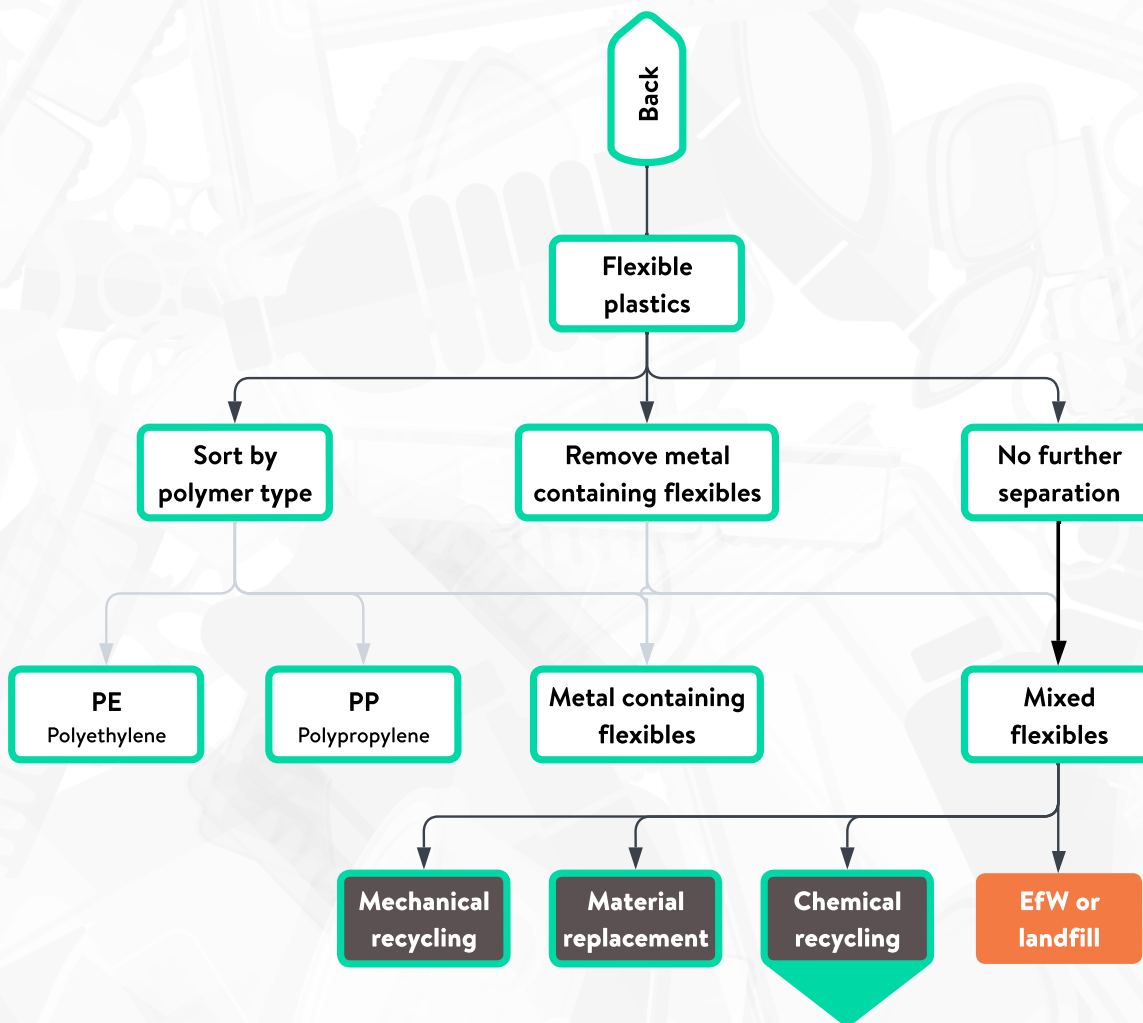 Back
Flexible
plastics
Sort by
polymer type
Remove metal
containing flexibles
No further
separation
PE
Polyethylene
PP
Polypropylene
Metal containing
flexibles
Mixed
flexibles
Mechanical
recycling
Material
replacement
Chemical
recycling
EfW or
landfill